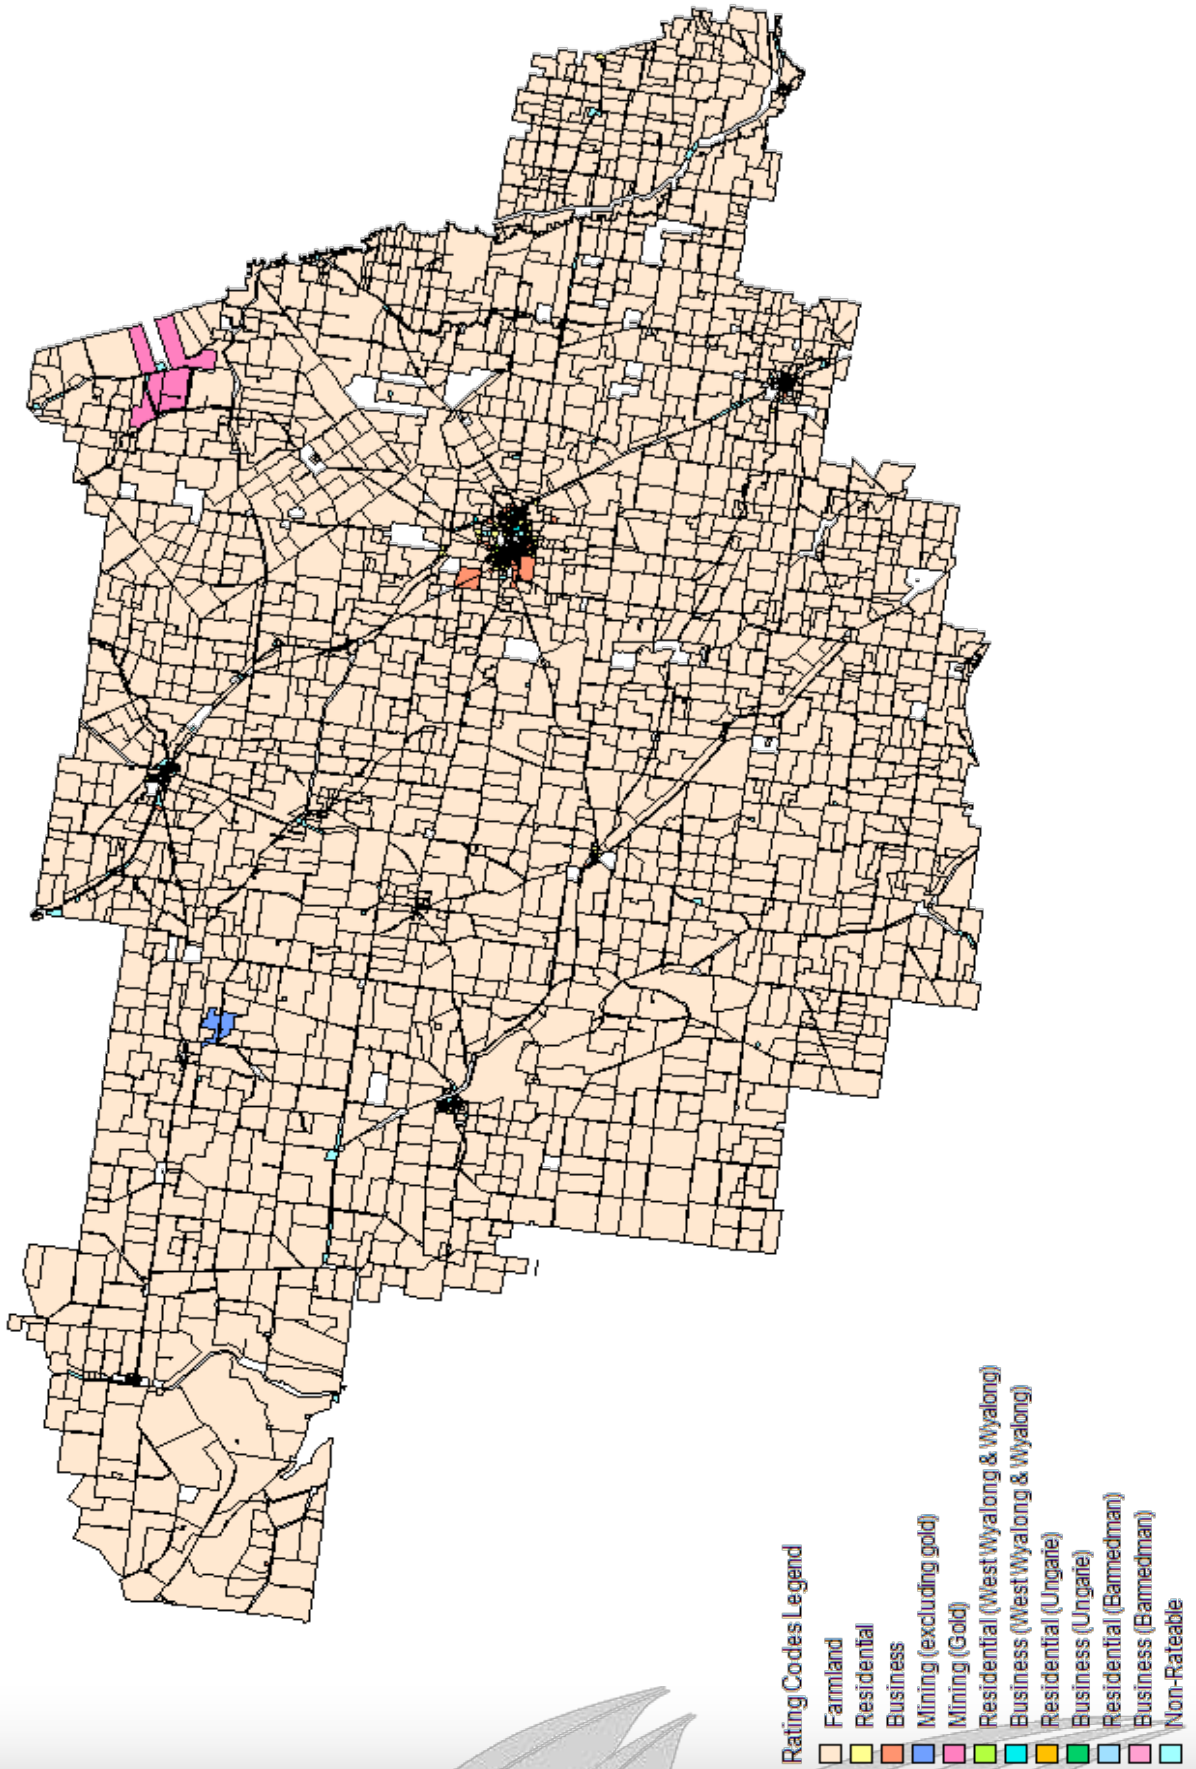 Rating Codes Legend
Farmland
Residential
Business
Mining (excluding gold)
Mining (Gold)
Residential (West Wyalong & Wyalong)
Business (West Wyalong & Wyalong)
Residential (Ungarie)
Business (Ungarie)
Residential (Barmedman)
Business (Barmedman)
Non-Rateable